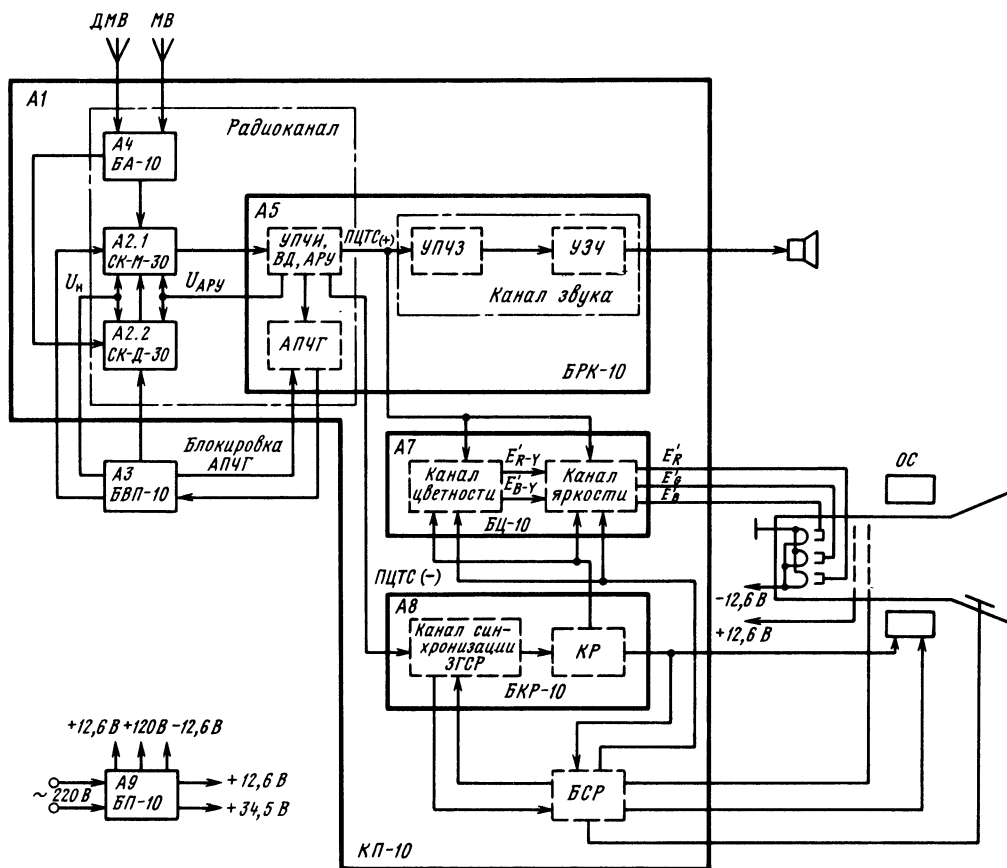 ДМВ МВ
А1
Радиоканал
А4
БА-10
А5
А2.1
СК-М-30
УПЧИ,
ВД, АРУ
ПЦТС(+)
УПЧЗ
УЗЧ
Uн
UАРУ
Канал звука
А2.2
СК-Д-30
АПЧГ
БРК-10
Блокировка
АПЧГ
А3
БВП-10
А7
Канал
цветности
E'R-Y
E'B-Y
Канал
яркости
E'R
E'G
E'B
БЦ-10
ОС
ПЦТС (-)
-12,6 В
+12,6 В
А8
Канал син-
хронизации
ЗГСР
КР
БКР-10
+12,6 В +120 В -12,6 В
А9
БП-10
~ 220 В
+12,6 В
+34,5 В
БСР
КП-10